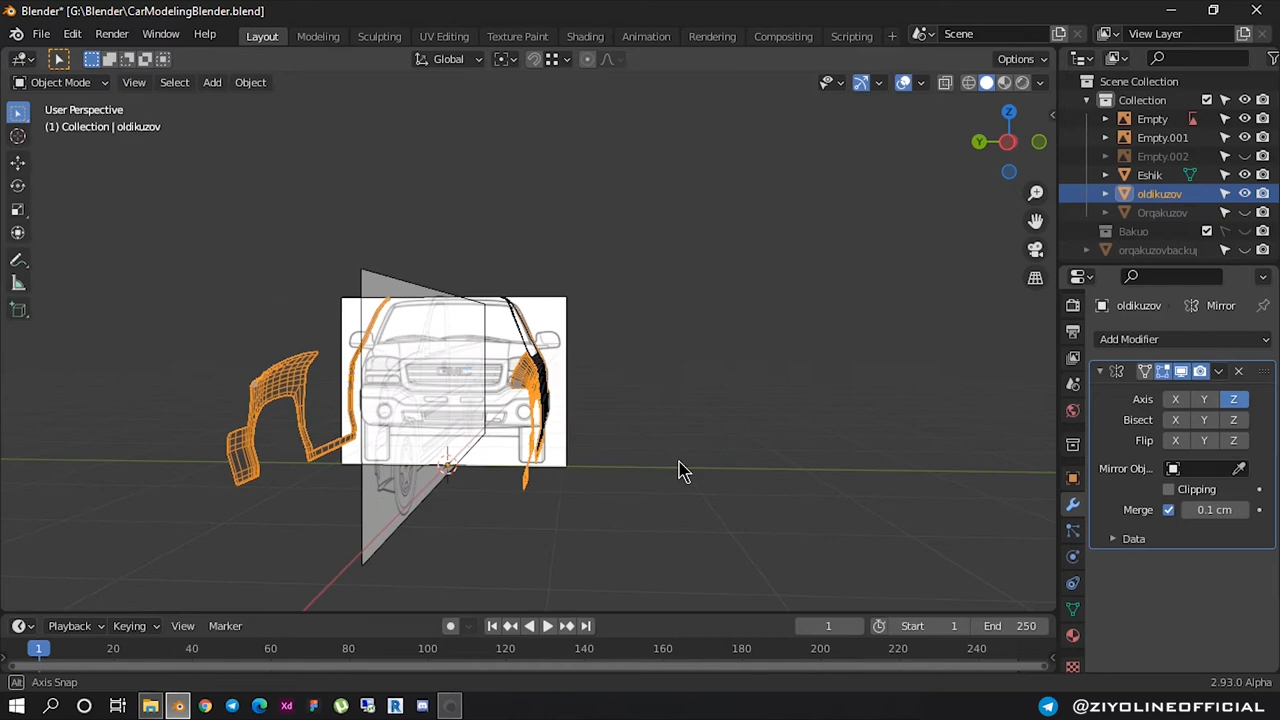 Blender* [G:\Blender\CarModelingBlender.blend]
File Edit Render Window Help Layout Modeling Sculpting UV Editing Texture Paint Shading Animation Rendering Compositing Scripting + Scene View Layer
Global Options
Object Mode View Select Add Object
User Perspective
(1) Collection | oldikuzov
Z
Y
Scene Collection
Collection
Empty
Empty.001
Empty.002
Eshik
oldikuzov
Orqakuzov
Bakuo
orqakuzovbackup
oldikuzov Mirror
Add Modifier
Axis X Y Z
Bisect X Y Z
Flip X Y Z
Mirror Obj...
Clipping
Merge 0.1 cm
Data
Playback Keying View Marker 1 Start 1 End 250
1 20 40 60 80 100 120 140 160 180 200 220 240
Alt Axis Snap 2.93.0 Alpha
Xd R @ZIYOLINEOFFICIAL